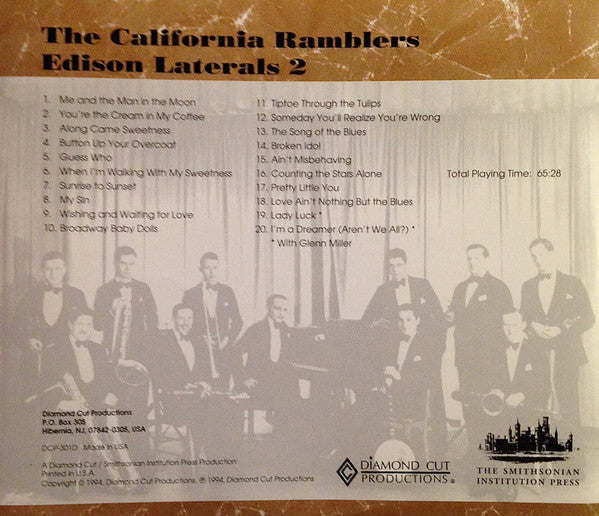 The California Ramblers
Edison Laterals 2
1. Me and the Man in the Moon
2. You're the Cream in My Coffee
3. Along Came Sweetness
4. Button Up Your Overcoat
5. Guess Who
6. When I'm Walking With My Sweetness
7. Sunrise to Sunset
8. My Sin
9. Wishing and Waiting for Love
10. Broadway Baby Dolls
11. Tiptoe Through the Tulips
12. Someday You'll Realize You're Wrong
13. The Song of the Blues
14. Broken Idol
15. Ain't Misbehaving
16. Counting the Stars Alone
17. Pretty Little You
18. Love Ain't Nothing But the Blues
19. Lady Luck *
20. I'm a Dreamer (Aren't We All?) *
* With Glenn Miller
Total Playing Time: 65:28
Diamond Cut Productions
P.O. Box 305
Hibernia, NJ, 07842-0305, USA
DCP-301D Made in USA
A Diamond Cut / Smithsonian Institution Press Production
Printed in U.S.A.
Copyright © 1994, Diamond Cut Productions, ℗ 1994, Diamond Cut Productions
DIAMOND CUT
PRODUCTIONS®
THE SMITHSONIAN
INSTITUTION PRESS